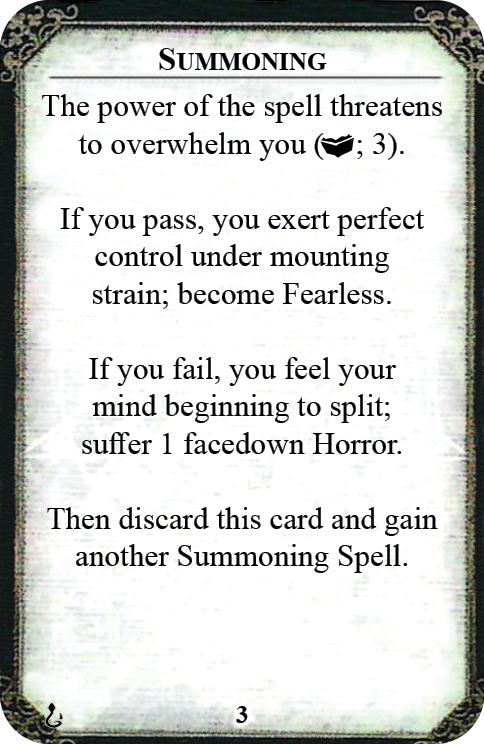 SUMMONING
The power of the spell threatens
to overwhelm you (; 3).
If you pass, you exert perfect
control under mounting
strain; become Fearless.
If you fail, you feel your
mind beginning to split;
suffer 1 facedown Horror.
Then discard this card and gain
another Summoning Spell.
3